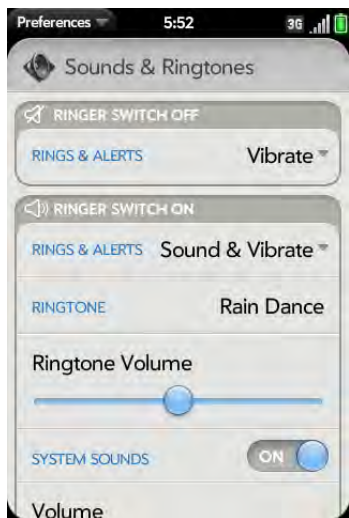 Preferences 5:52 3G
Sounds & Ringtones
RINGER SWITCH OFF
RINGS & ALERTS Vibrate
RINGER SWITCH ON
RINGS & ALERTS Sound & Vibrate
RINGTONE Rain Dance
Ringtone Volume
SYSTEM SOUNDS ON
Volume